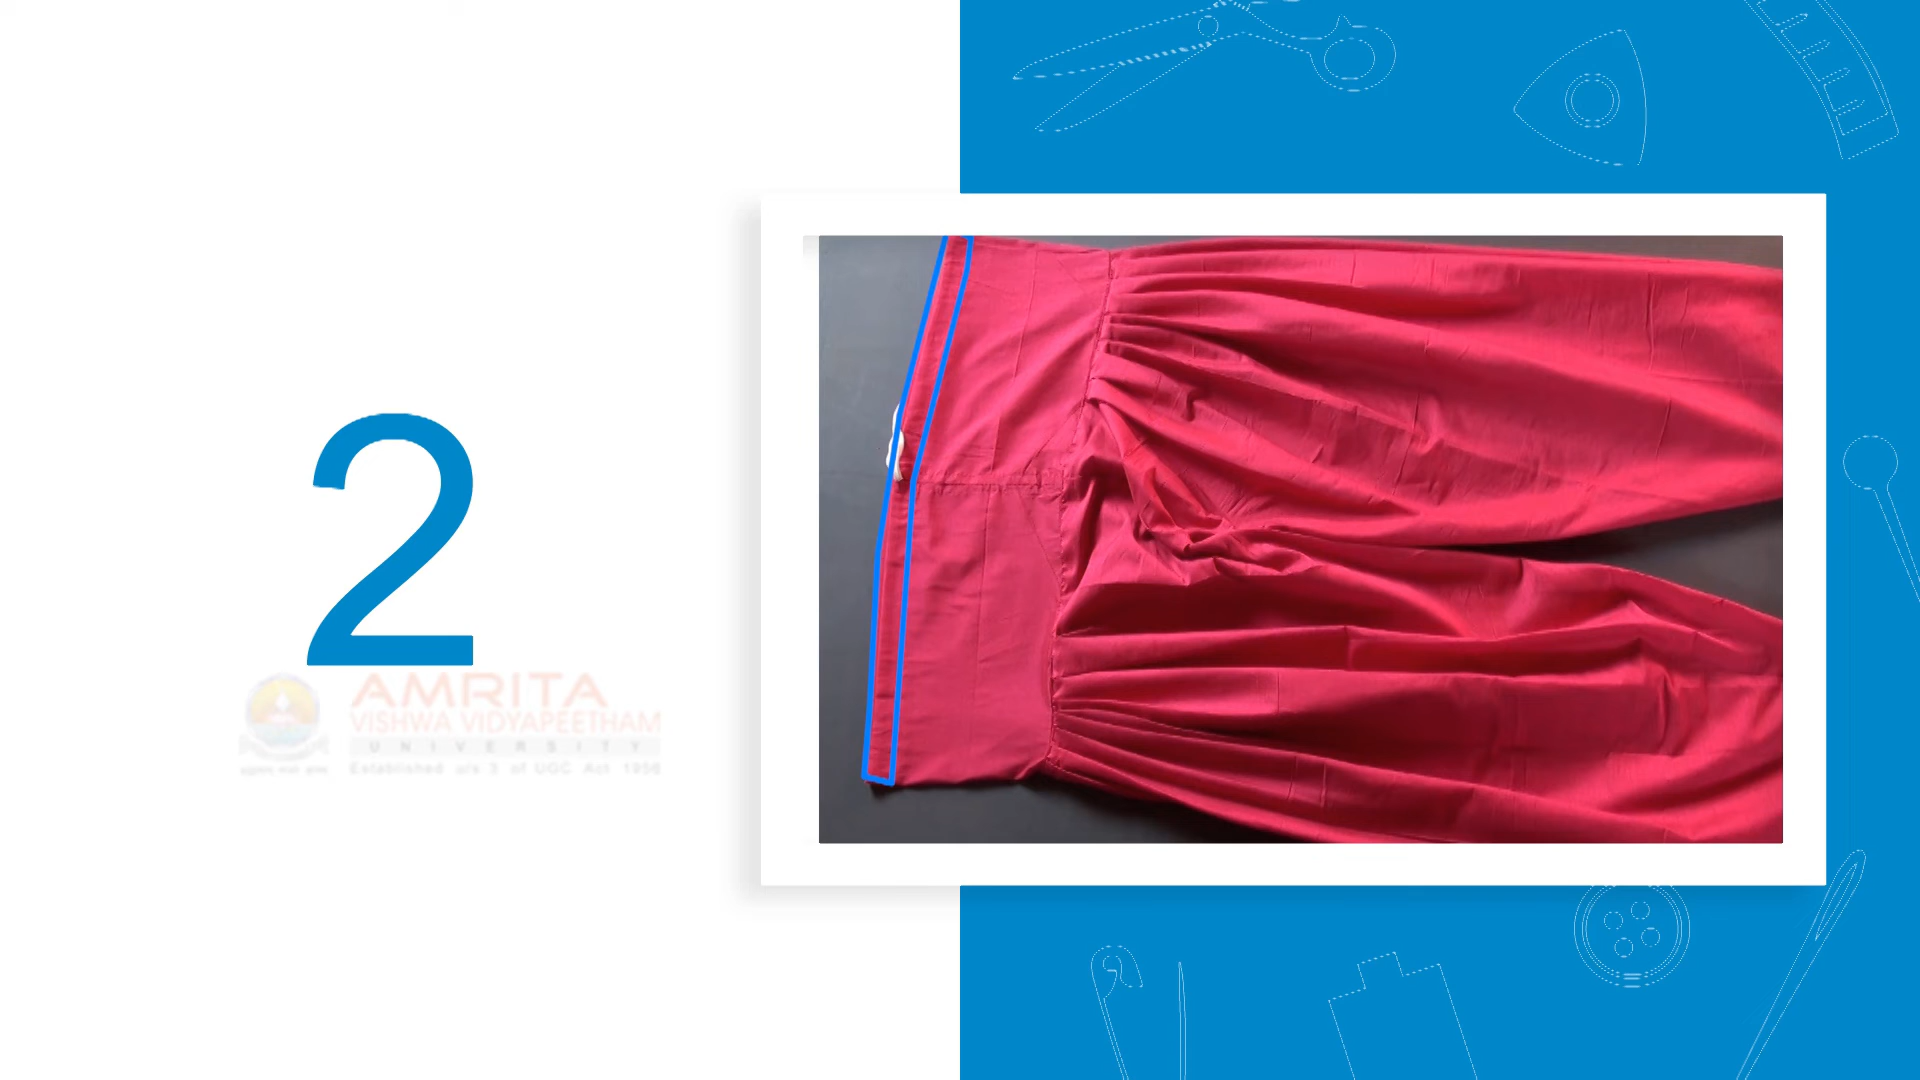 2
AMRITA
VISHWA VIDYAPEETHAM
UNIVERSITY
Established u/s 3 of UGC Act 1956